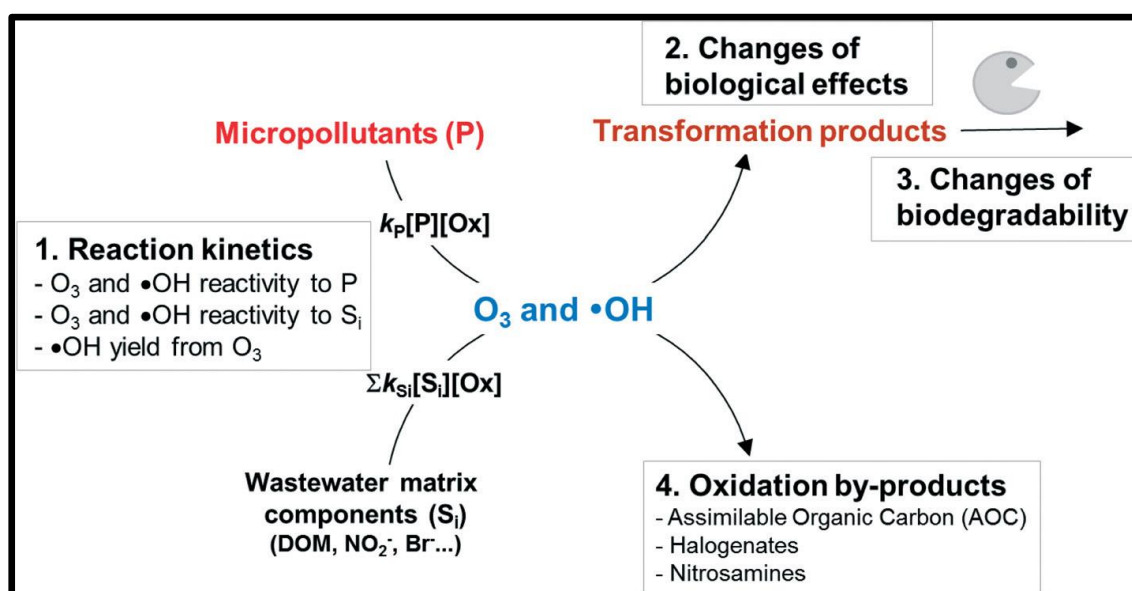 2. Changes of
biological effects
Micropollutants (P)
Transformation products
3. Changes of
biodegradability
kₚ[P][Ox]
1. Reaction kinetics
- O₃ and •OH reactivity to P
- O₃ and •OH reactivity to Sᵢ
- •OH yield from O₃
O₃ and •OH
Σk_Si[Sᵢ][Ox]
Wastewater matrix
components (Sᵢ)
(DOM, NO₂⁻, Br⁻...)
4. Oxidation by-products
- Assimilable Organic Carbon (AOC)
- Halogenates
- Nitrosamines